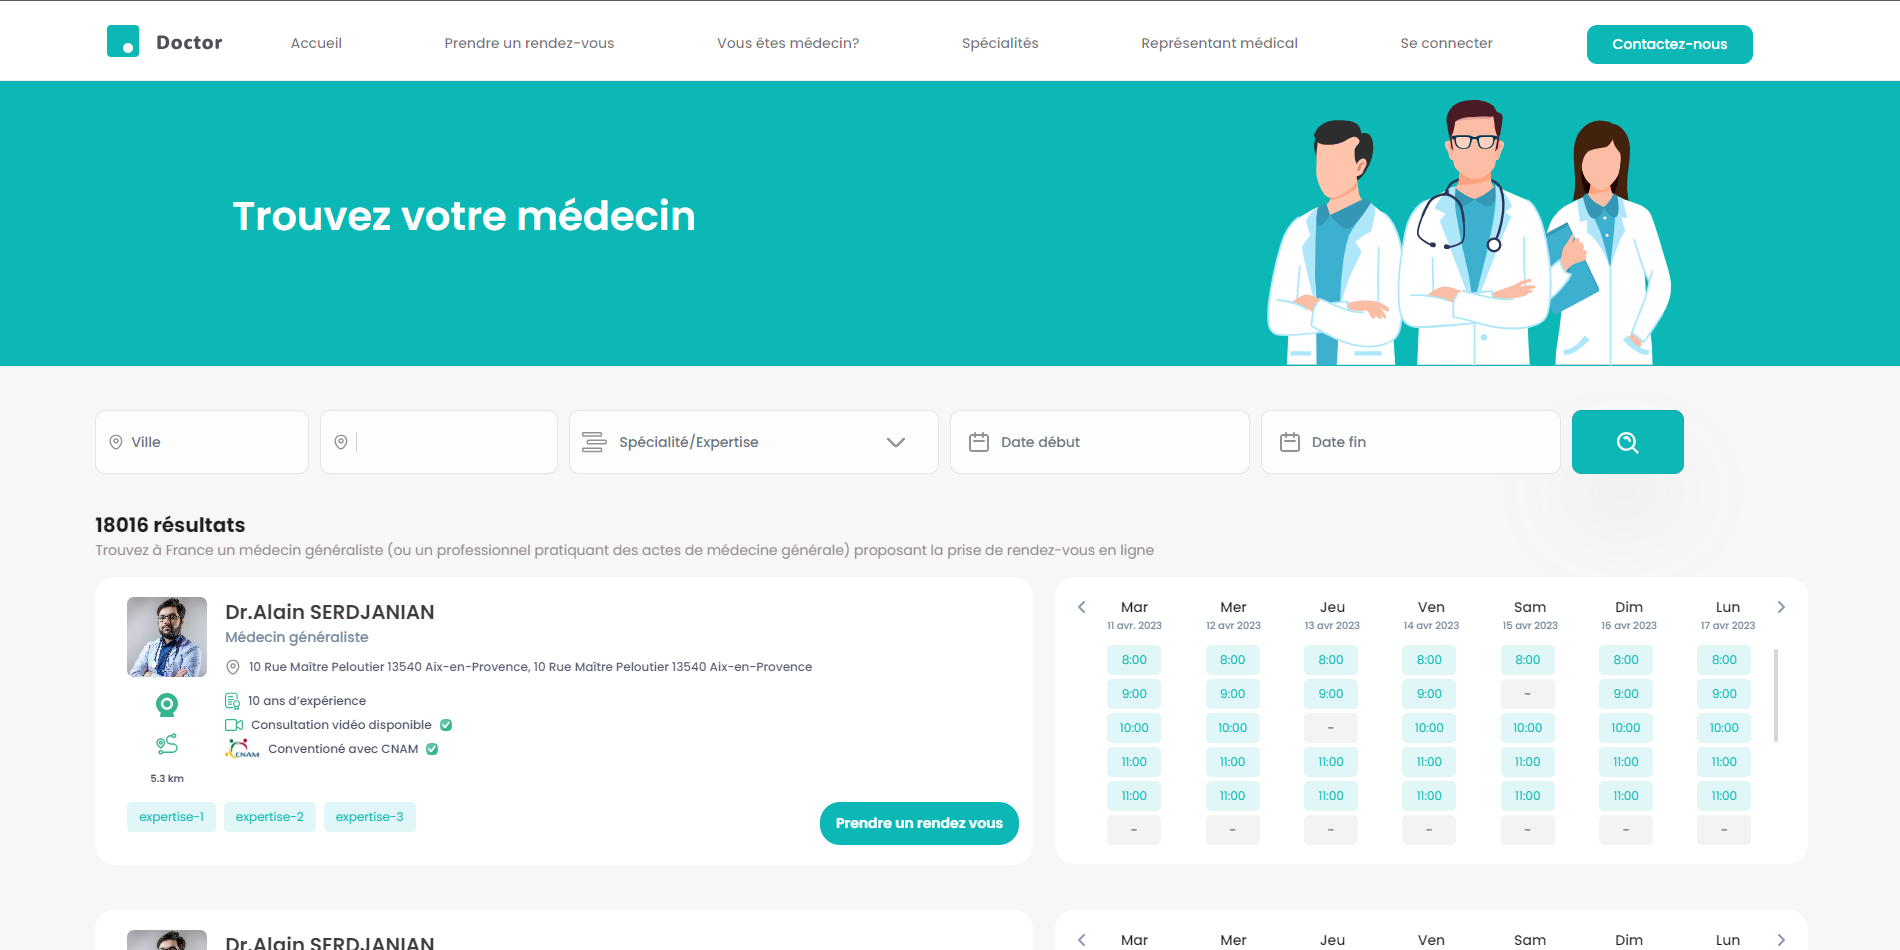 Doctor
Accueil
Prendre un rendez-vous
Vous êtes médecin?
Spécialités
Représentant médical
Se connecter
Contactez-nous
Trouvez votre médecin
Ville
Spécialité/Expertise
Date début
Date fin
18016 résultats
Trouvez à France un médecin généraliste (ou un professionnel pratiquant des actes de médecine générale) proposant la prise de rendez-vous en ligne
Dr.Alain SERDJANIAN
Médecin généraliste
10 Rue Maître Peloutier 13540 Aix-en-Provence, 10 Rue Maître Peloutier 13540 Aix-en-Provence
10 ans d'expérience
Consultation vidéo disponible
CNAM Conventioné avec CNAM
5.3 km
expertise-1 expertise-2 expertise-3
Prendre un rendez vous
Mar Mer Jeu Ven Sam Dim Lun
11 avr. 2023 12 avr 2023 13 avr 2023 14 avr 2023 15 avr 2023 16 avr 2023 17 avr 2023
8:00 8:00 8:00 8:00 8:00 8:00 8:00
9:00 9:00 9:00 9:00 - 9:00 9:00
10:00 10:00 - 10:00 10:00 10:00 10:00
11:00 11:00 11:00 11:00 11:00 11:00 11:00
11:00 11:00 11:00 11:00 11:00 11:00 11:00
- - - - - - -
Dr.Alain SERDJANIAN
Mar Mer Jeu Ven Sam Dim Lun